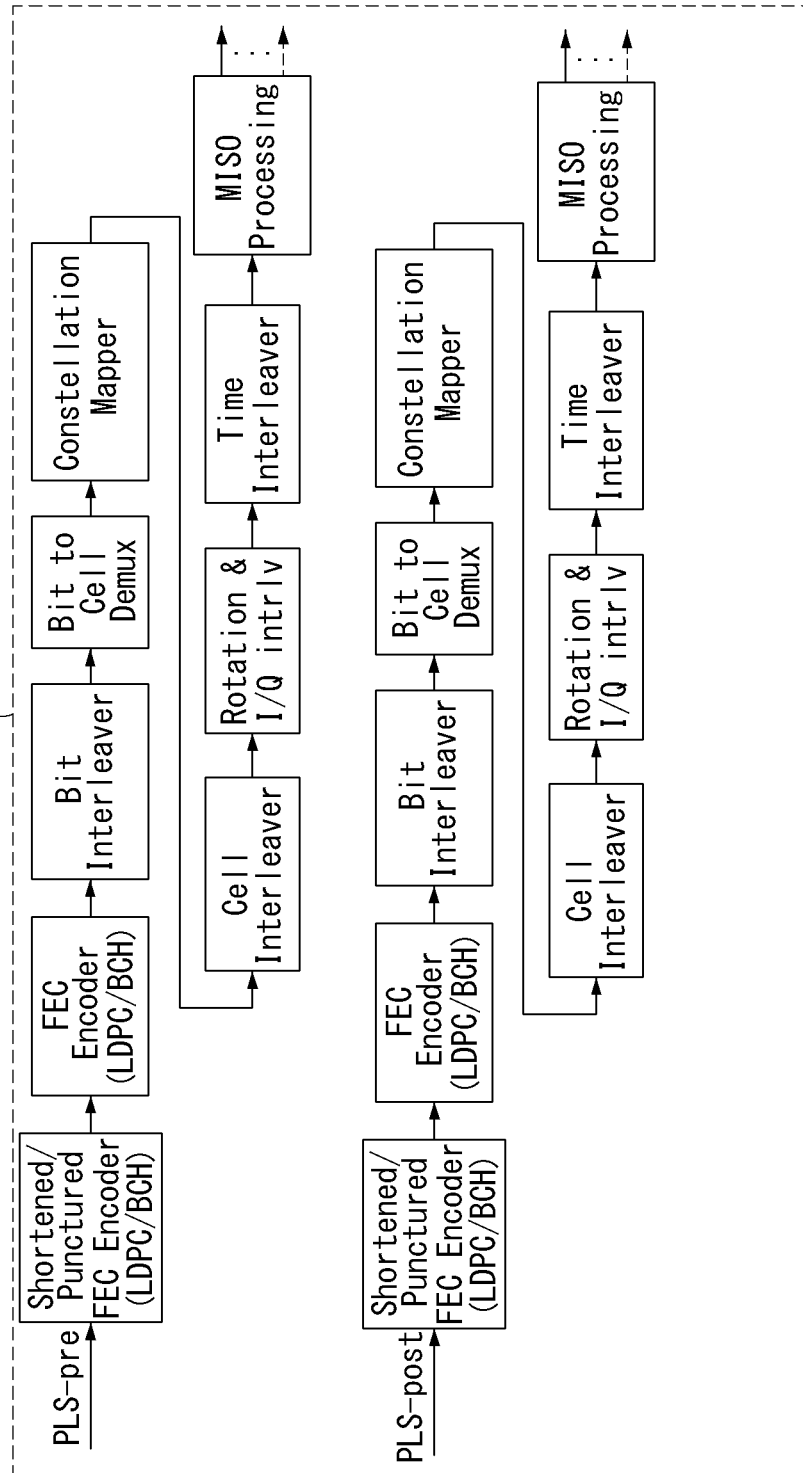 PLS-pre
Shortened/
Punctured
FEC Encoder
(LDPC/BCH)
FEC
Encoder
(LDPC/BCH)
Bit
Interleaver
Bit to
Cell
Demux
Constellation
Mapper
Cell
Interleaver
Rotation &
I/Q intrlv
Time
Interleaver
MISO
Processing
...
PLS-post
Shortened/
Punctured
FEC Encoder
(LDPC/BCH)
FEC
Encoder
(LDPC/BCH)
Bit
Interleaver
Bit to
Cell
Demux
Constellation
Mapper
Cell
Interleaver
Rotation &
I/Q intrlv
Time
Interleaver
MISO
Processing
...